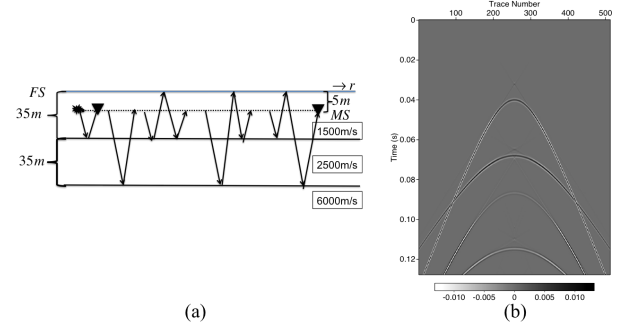 FS
→ r
5m
MS
35m
1500m/s
35m
2500m/s
6000m/s
(a)
Trace Number
100 200 300 400 500
0
0.02
0.04
0.06
0.08
0.10
0.12
Time (s)
-0.010 -0.005 0 0.005 0.010
(b)